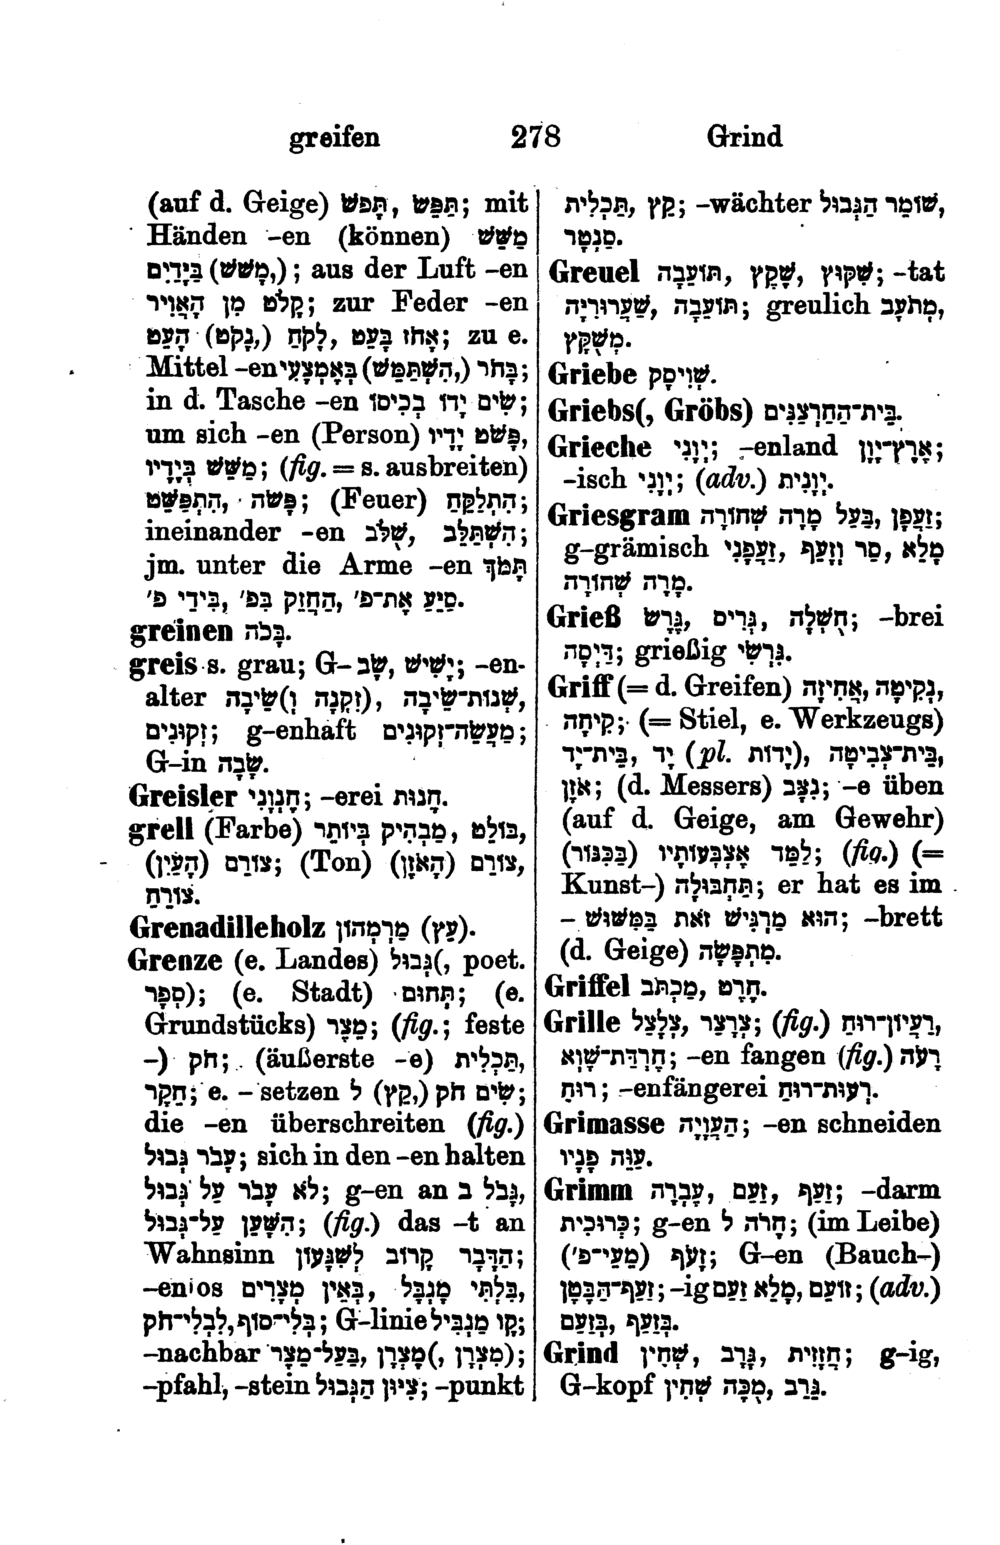 greifen 278 Grind
(auf d. Geige) תָּפֹשׂ, תַּפֵּשׂ; mit
Händen -en (können) מַשֵּׁשׁ
(מָשֵׁשׁ,) בַּיָּדַיִם; aus der Luft -en
קָלֹט מִן הָאֲוִיר; zur Feder -en
אָחֹז בָּעֵט, לָקֹחַ (נָקֹט,) הָעֵט; zu e.
Mittel -en בָּחֹר (הִשְׁתַּמֵּשׁ,) בְּאֶמְצָעִי;
in d. Tasche -en שִׂים יָדוֹ בְּכִיסוֹ;
um sich -en (Person) פָּשֹׁט יָדָיו,
מַשֵּׁשׁ בְּיָדָיו; (fig. = s. ausbreiten)
פָּשֹׂה, הִתְפַּשֵּׁט; (Feuer) הִתְלַקֵּחַ;
ineinander -en שַׁלֹּב, הִשְׁתַּלֵּב;
jm. unter die Arme -en תָּמֹךְ
בִּידֵי פ', הַחֲזֵק בִּפ', סַיֵּעַ אֶת־פ'.
greinen בָּכֹה.
greis s. grau; G- יָשִׁישׁ, שָׂב; -en-
alter שְׁנוֹת־שֵׂיבָה, (זִקְנָה וְ)שֵׂיבָה,
זְקוּנִים; g-enhaft מַעֲשֵׂה־זְקוּנִים;
G-in שָׂבָה.
Greisler חֶנְוָנִי; -erei חָנוּת.
grell (Farbe) בּוֹלֵט, מַבְהִיק בְּיוֹתֵר,
צוֹרֵם (הָעַיִן); (Ton) צוֹרֵם (הָאֹזֶן),
צוֹרֵחַ.
Grenadilleholz (עֵץ) מַרְמְהוֹן.
Grenze (e. Landes) גְּבוּל(, poet.
סְפָר); (e. Stadt) תְּחוּם; (e.
Grundstücks) מֶצֶר; (fig.; feste
-) חֹק; (äußerste -e) תַּכְלִית,
חֵקֶר; e. - setzen שִׂים חֹק (קֵץ,) לְ;
die -en überschreiten (fig.)
עָבֹר גְּבוּל; sich in den -en halten
לֹא עָבֹר עַל גְּבוּל; g-en an גָּבֹל בְּ,
הִשָּׁעֵן עַל־גְּבוּל; (fig.) das -t an
Wahnsinn הַדָּבָר קָרוֹב לְשִׁגָּעוֹן;
-enlos בִּלְתִּי מֻגְבָּל, בְּאֵין מְצָרִים,
בְּלִי־סוֹף, לִבְלִי־חֹק; G-linie קַו מַגְבִּיל;
-nachbar בַּעַל־מֶצֶר, מֶצְרָן(, מַצְרָן);
-pfahl, -stein צִיּוּן הַגְּבוּל; -punkt
קֵץ, תַּכְלִית; -wächter שׁוֹמֵר הַגְּבוּל,
סַנְטָר.
Greuel שִׁקּוּץ, שֶׁקֶץ, תּוֹעֵבָה; -tat
תּוֹעֵבָה, שַׁעֲרוּרִיָּה; greulich מְתֹעָב,
מְשֻׁקָּץ.
Griebe שׁוּיסָק.
Griebs(, Gröbs) בֵּית־הַחַרְצַנִּים.
Grieche יְוָנִי; -enland אֶרֶץ־יָוָן;
-isch יְוָנִי; (adv.) יְוָנִית.
Griesgram זַעֲפָן, בַּעַל מָרָה שְׁחוֹרָה;
g-grämisch מָלֵא, סַר וְזָעֵף, זַעֲפָנִי
מָרָה שְׁחוֹרָה.
Grieß גֶּרֶשׂ, גְּרִים, חֻשְׁלָה; -brei
דַּיְסָה; grießig גִּרְשִׂי.
Griff (= d. Greifen) נְקִיטָה, אֲחִיזָה,
קִיחָה; (= Stiel, e. Werkzeugs)
בֵּית־צְבִיטָה, (יָדוֹת .pl) יָד, בֵּית־יָד,
אֹזֶן; (d. Messers) נִצָּב; -e üben
(auf d. Geige, am Gewehr)
לַמֵּד אֶצְבְּעוֹתָיו (בַּכִּנּוֹר); (fig.) (=
Kunst-) תַּחְבּוּלָה; er hat es im
- הוּא מַרְגִּישׁ זֹאת בְּמִשּׁוּשׁ; -brett
(d. Geige) מִתְפָּשָׂה.
Griffel חֶרֶט, מַכְתֵּב.
Grille צְרָצַר, צְלָצַל; (fig.) רַעְיוֹן־רוּחַ,
חֶרְדַּת־שָׁוְא; -en fangen (fig.) רָעֹה
רוּחַ; -enfängerei רְעוּת־רוּחַ.
Grimasse הַעֲוָיָה; -en schneiden
עַוֵּה פָנָיו.
Grimm זַעַף, זַעַם, עֶבְרָה; -darm
כְּרוּכִית; g-en חָרֹה לְ; (im Leibe)
זָעֹף (מְעֵי־פ'); G-en (Bauch-)
זַעַף־הַבֶּטֶן; -ig זוֹעֵם, מָלֵא זַעַם; (adv.)
בְּזַעַף, בְּזַעַם.
Grind חֲזָזִית, גָּרָב, שְׁחִין; g-ig,
G-kopf גַּרֵב, מֻכֵּה שְׁחִין.